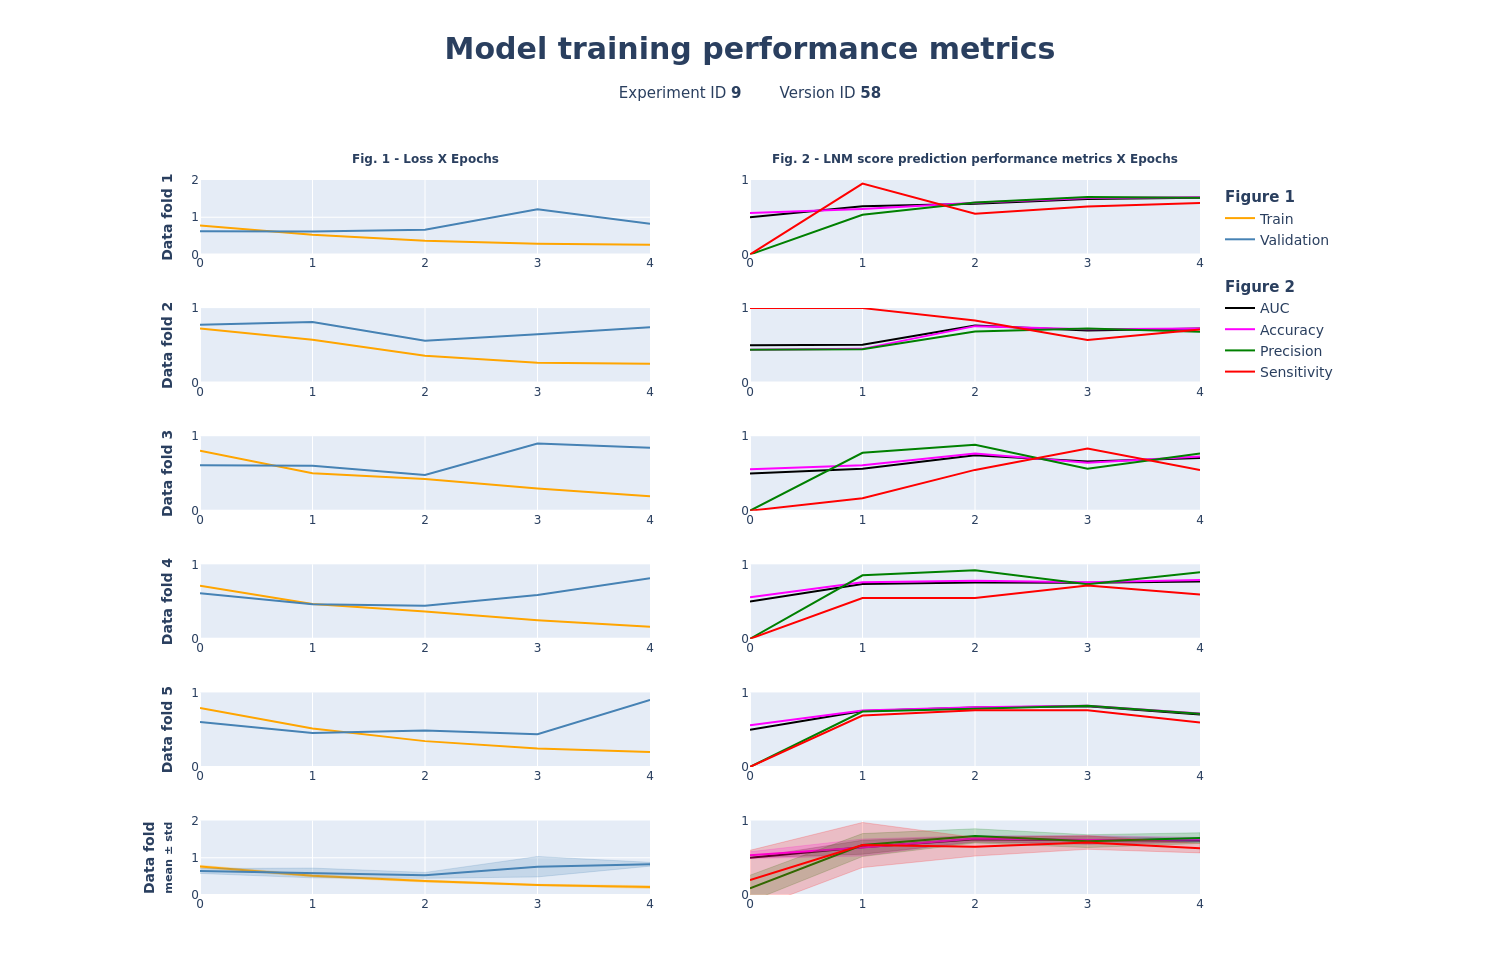 Model training performance metrics
Experiment ID 9 Version ID 58
Fig. 1 - Loss X Epochs
Fig. 2 - LNM score prediction performance metrics X Epochs
Data fold 1
2
1
0
0 1 2 3 4
1
0
0 1 2 3 4
Figure 1
Train
Validation
Figure 2
AUC
Accuracy
Precision
Sensitivity
Data fold 2
1
0
0 1 2 3 4
1
0
0 1 2 3 4
Data fold 3
1
0
0 1 2 3 4
1
0
0 1 2 3 4
Data fold 4
1
0
0 1 2 3 4
1
0
0 1 2 3 4
Data fold 5
1
0
0 1 2 3 4
1
0
0 1 2 3 4
Data fold
mean ± std
2
1
0
0 1 2 3 4
1
0
0 1 2 3 4